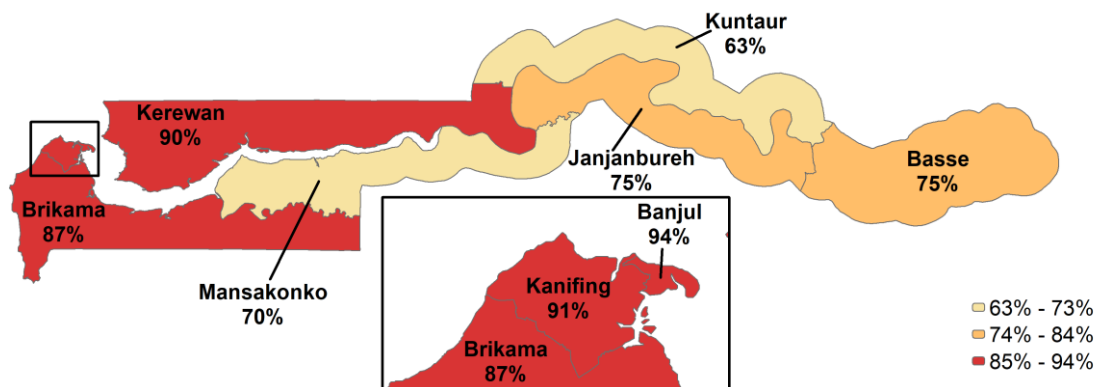 Kuntaur
63%
Kerewan
90%
Janjanbureh
75%
Basse
75%
Brikama
87%
Mansakonko
70%
Banjul
94%
Kanifing
91%
Brikama
87%
63% - 73%
74% - 84%
85% - 94%